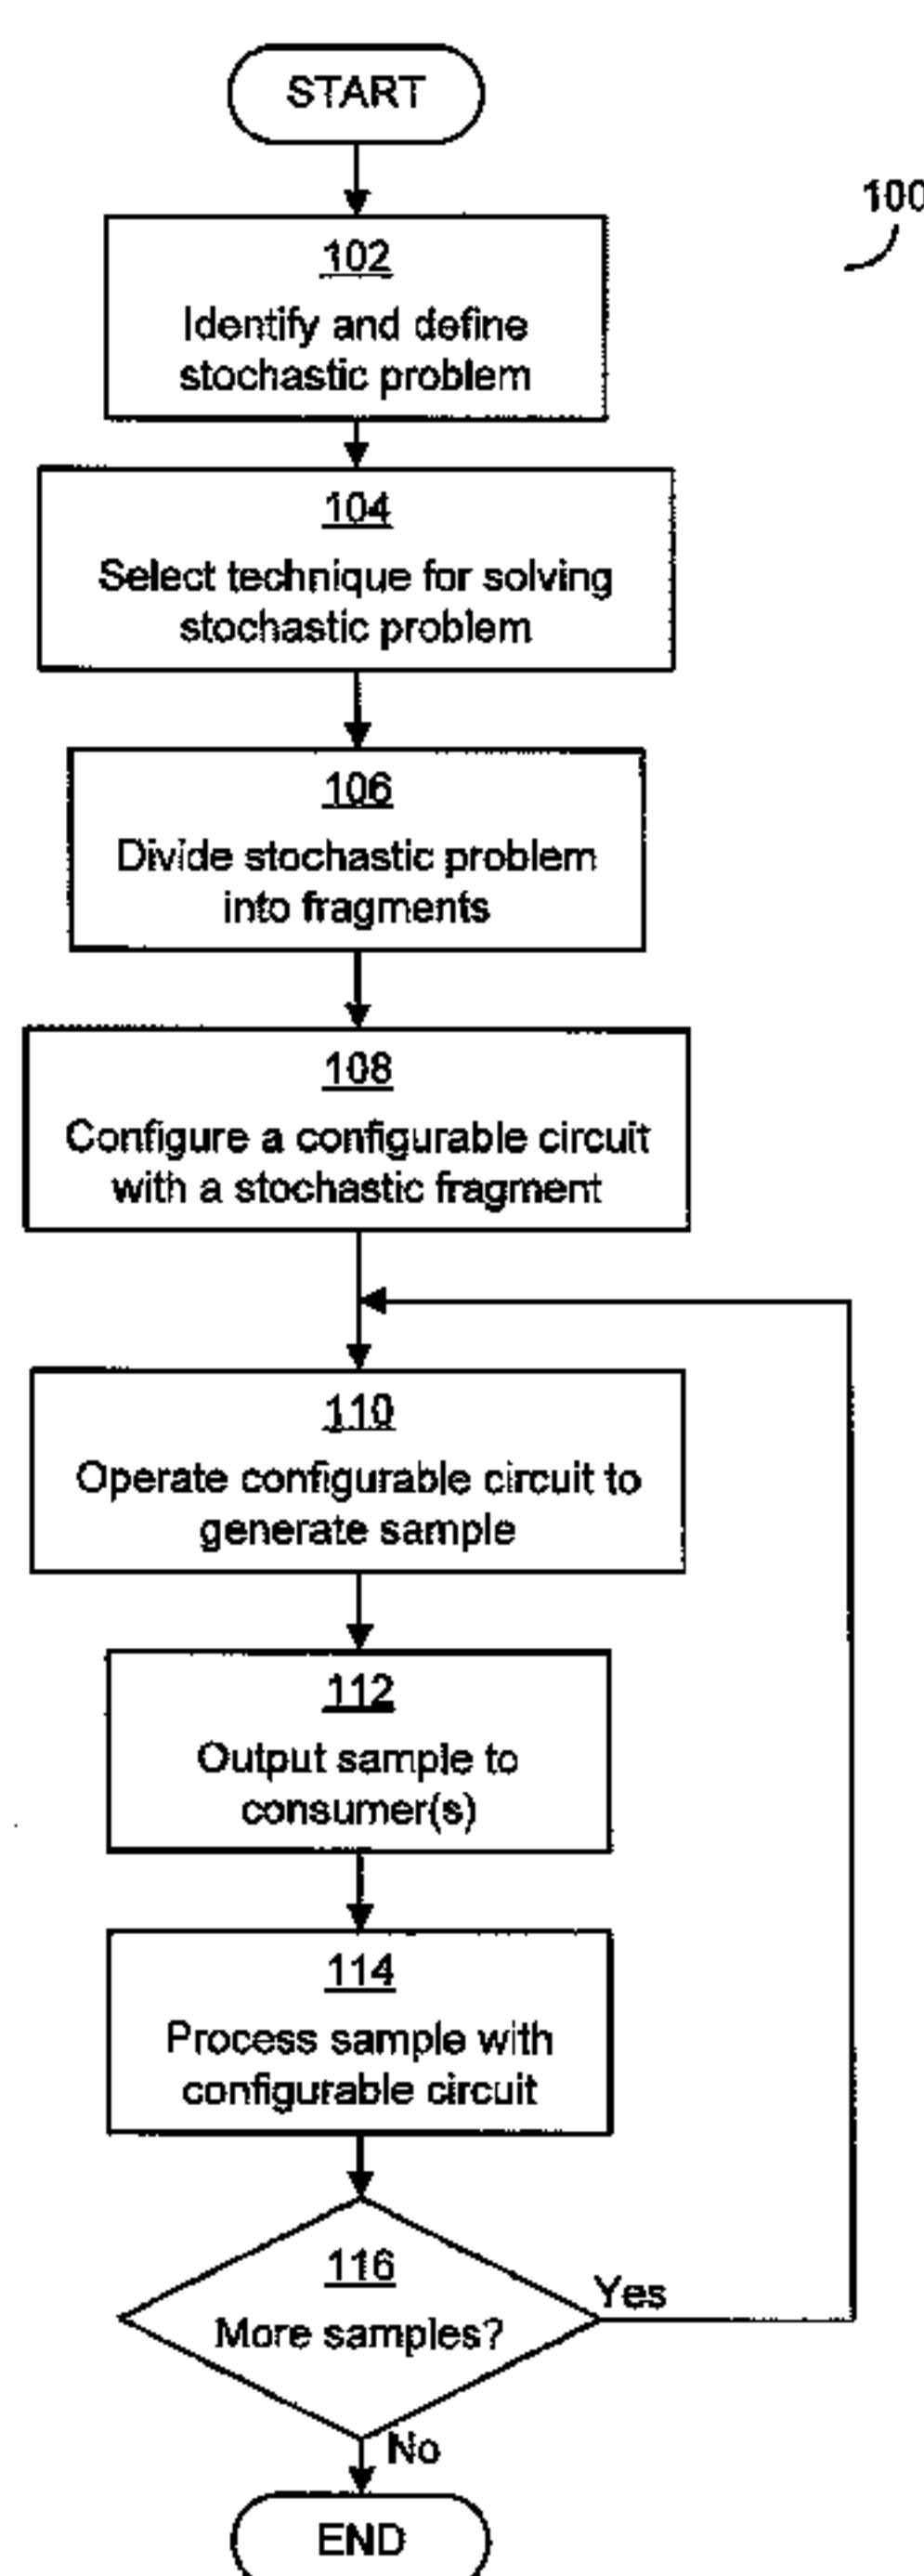 START
100
102
Identify and define
stochastic problem
104
Select technique for solving
stochastic problem
106
Divide stochastic problem
into fragments
108
Configure a configurable circuit
with a stochastic fragment
110
Operate configurable circuit to
generate sample
112
Output sample to
consumer(s)
114
Process sample with
configurable circuit
116
More samples?
Yes
No
END